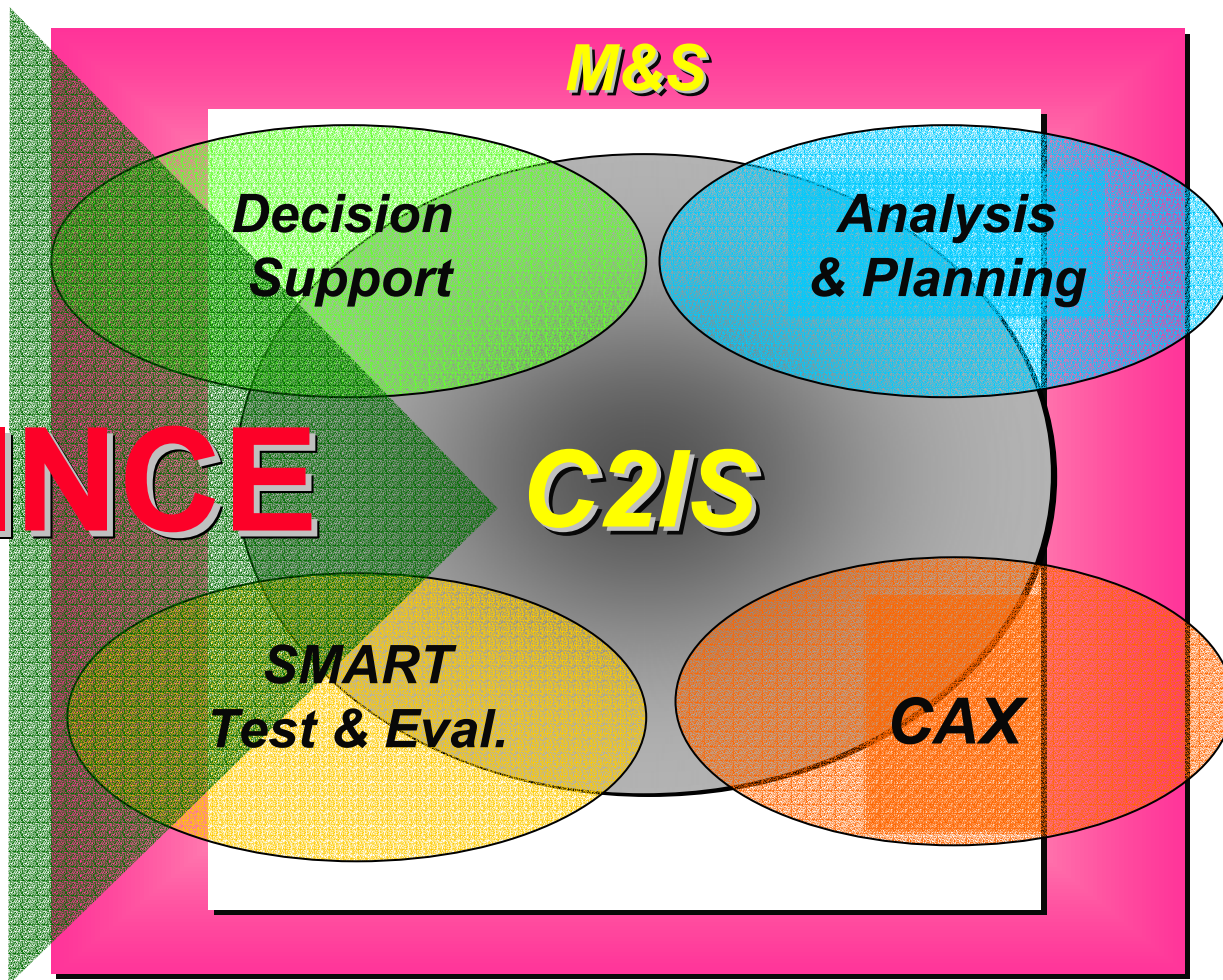 M&S
Decision
Support
Analysis
& Planning
NCE
C2IS
SMART
Test & Eval.
CAX